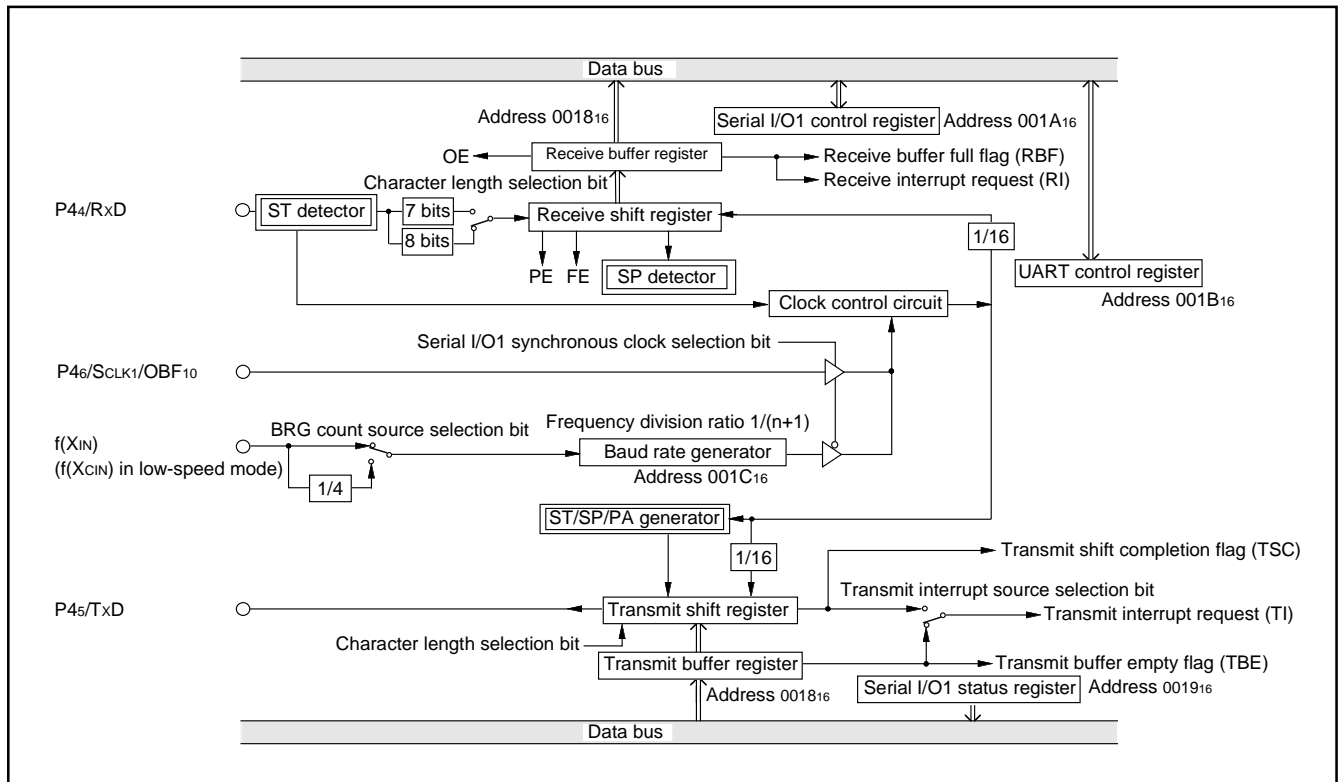 Data bus
Address 0018₁₆
Serial I/O1 control register Address 001A₁₆
OE Receive buffer register Receive buffer full flag (RBF)
Receive interrupt request (RI)
Character length selection bit
P4₄/RxD ST detector 7 bits Receive shift register
8 bits
1/16
PE FE SP detector
UART control register
Address 001B₁₆
Clock control circuit
Serial I/O1 synchronous clock selection bit
P4₆/SCLK1/OBF₁₀
BRG count source selection bit Frequency division ratio 1/(n+1)
f(XIN) Baud rate generator
(f(XCIN) in low-speed mode) Address 001C₁₆
1/4
ST/SP/PA generator
1/16 Transmit shift completion flag (TSC)
Transmit interrupt source selection bit
P4₅/TxD Transmit shift register Transmit interrupt request (TI)
Character length selection bit
Transmit buffer register Transmit buffer empty flag (TBE)
Address 0018₁₆ Serial I/O1 status register Address 0019₁₆
Data bus